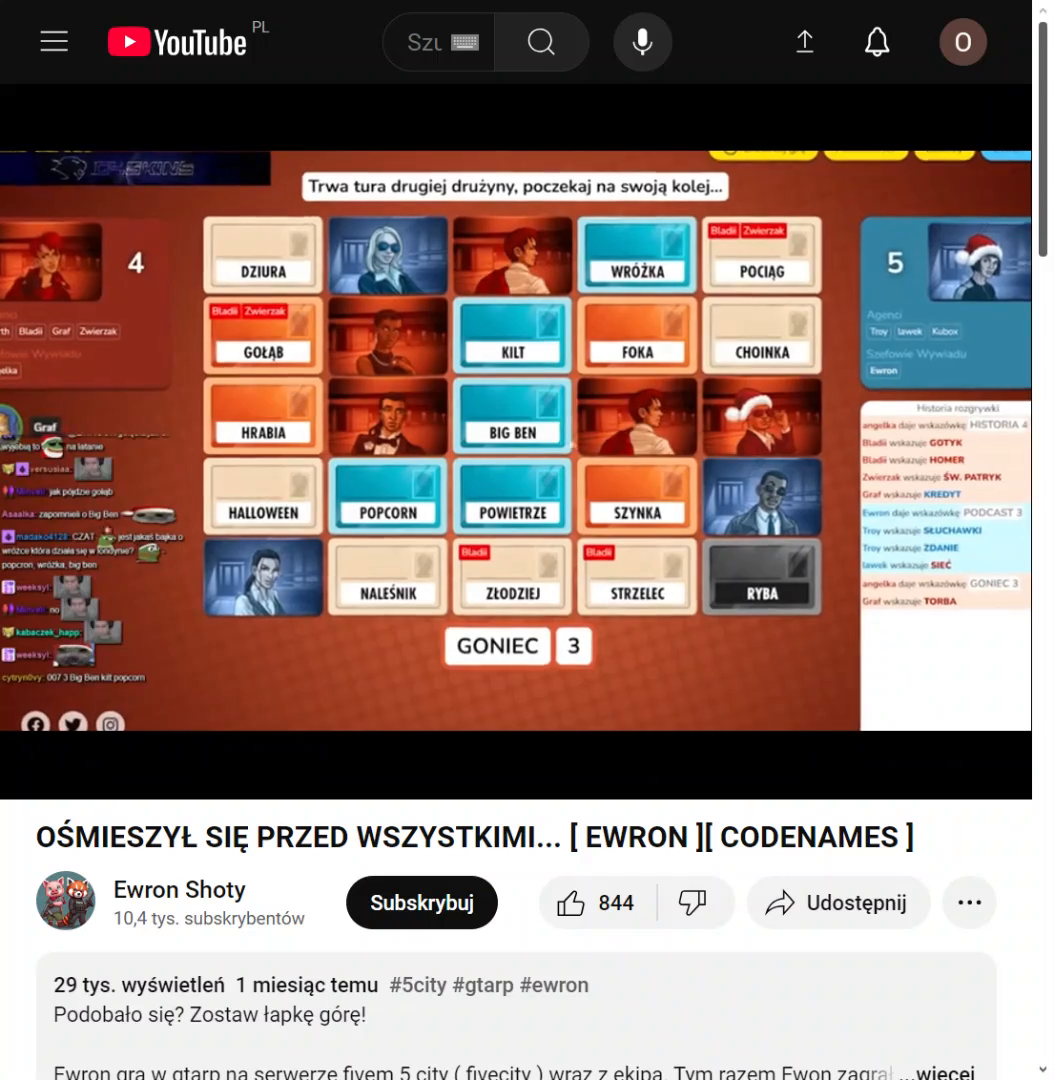 YouTube PL
Szu
O
Trwa tura drugiej drużyny, poczekaj na swoją kolej...
4
Bladii Graf Zwierzak
DZIURA
WRÓŻKA
Bladii Zwierzak
POCIĄG
Bladii Zwierzak
GOŁĄB
KILT
FOKA
CHOINKA
HRABIA
BIG BEN
HALLOWEEN
POPCORN
POWIETRZE
SZYNKA
NALEŚNIK
Bladii
ZŁODZIEJ
Bladii
STRZELEC
RYBA
GONIEC 3
5
Agenci
Troy lawek Kubox
Szefowie Wywiadu
Ewron
Historia rozgrywki
angelka daje wskazówkę HISTORIA 4
Bladii wskazuje GOTYK
Bladii wskazuje HOMER
Zwierzak wskazuje ŚW. PATRYK
Graf wskazuje KREDYT
Ewron daje wskazówkę PODCAST 3
Troy wskazuje SŁUCHAWKI
Troy wskazuje ZDANIE
lawek wskazuje SIEĆ
angelka daje wskazówkę GONIEC 3
Graf wskazuje TORBA
Graf
na latanie
versusiaa:
jak pójdzie gołąb
Asaalka: zapomnieli o Big Ben
madako4128: CZAT jest jakaś bajka o
wróżce która działa się w londynie?
popcron, wróżka, big ben
weeksyl:
no
kabaczek_happ:
weeksyl:
cytryn0vy: 007 3 Big Ben kilt popcorn
OŚMIESZYŁ SIĘ PRZED WSZYSTKIMI... [ EWRON ][ CODENAMES ]
Ewron Shoty
10,4 tys. subskrybentów
Subskrybuj
844
Udostępnij
29 tys. wyświetleń 1 miesiąc temu #5city #gtarp #ewron
Podobało się? Zostaw łapkę górę!
Ewron gra w gtarp na serwerze fivem 5 city ( fivecity ) wraz z ekipą. Tym razem Ewon zagrał ...więcej